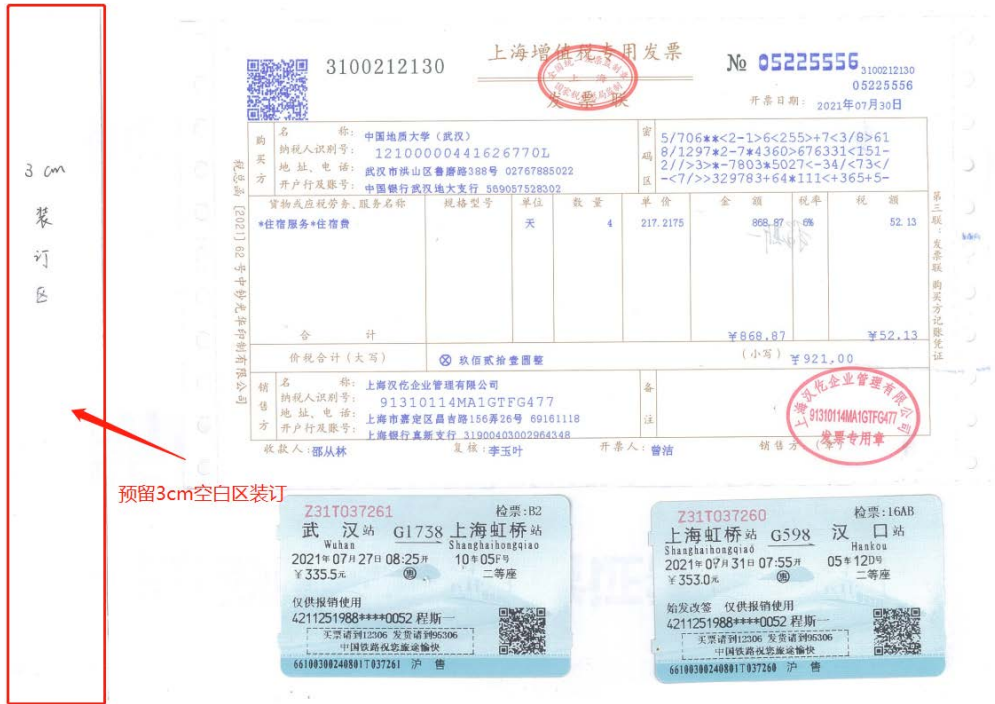 3 cm
装
订
区
预留3cm空白区装订
3100212130
上海增值税专用发票
发票联
№ 05225556
3100212130
05225556
开票日期: 2021年07月30日
购买方
名 称: 中国地质大学(武汉)
纳税人识别号: 12100000441626770L
地 址、电 话: 武汉市洪山区鲁磨路388号 02767885022
开户行及账号: 中国银行武汉地大支行 569057528302
密码区
5/706**<2-1>6<255>+7<3/8>61
8/1297*2-7*4360>676331<151-
2//>3>*-7803*5027<-34/<73</
-<7/>>329783+64*111<+365+5-
货物或应税劳务、服务名称 规格型号 单位 数 量 单 价 金 额 税率 税 额
*住宿服务*住宿费 天 4 217.2175 868.87 6% 52.13
合 计 ¥868.87 ¥52.13
价税合计(大写) ⊗ 玖佰贰拾壹圆整 (小写) ¥921.00
销售方
名 称: 上海汉仡企业管理有限公司
纳税人识别号: 91310114MA1GTFG477
地 址、电 话: 上海市嘉定区昌吉路156弄26号 69161118
开户行及账号: 上海银行真新支行 31900403002964348
备注
收款人: 邵从林 复核: 李玉叶 开票人: 曾洁 销售方:(章)
上海汉仡企业管理有限公司
91310114MA1GTFG477
发票专用章
税总函[2021]62号中钞光华印制有限公司
第三联:发票联 购买方记账凭证
Z31T037261 检票:B2
武 汉站 G1738 上海虹桥站
Wuhan Shanghaihongqiao
2021年07月27日08:25开 10车05F号
¥335.5元 二等座
仅供报销使用
4211251988****0052 程斯一
买票请到12306 发货请到95306
中国铁路祝您旅途愉快
66100300240801T037261 沪 售
Z31T037260 检票:16AB
上海虹桥站 G598 汉 口站
Shanghaihongqiao Hankou
2021年07月31日07:55开 05车12D号
¥353.0元 二等座
始发改签 仅供报销使用
4211251988****0052 程斯一
买票请到12306 发货请到95306
中国铁路祝您旅途愉快
66100300240801T037260 沪 售